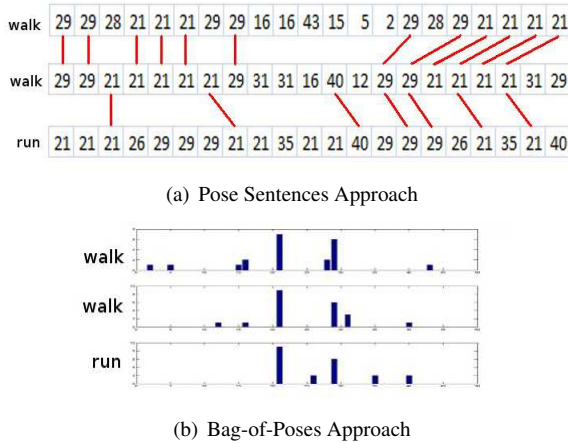 walk 29 29 28 21 21 21 29 29 16 16 43 15 5 2 29 28 29 21 21 21 21
walk 29 29 21 21 21 21 21 29 31 31 16 40 12 29 29 21 21 21 21 31 29
run 21 21 21 26 29 29 29 21 21 35 21 21 40 29 29 29 26 21 35 21 40
(a) Pose Sentences Approach
walk
walk
run
(b) Bag-of-Poses Approach